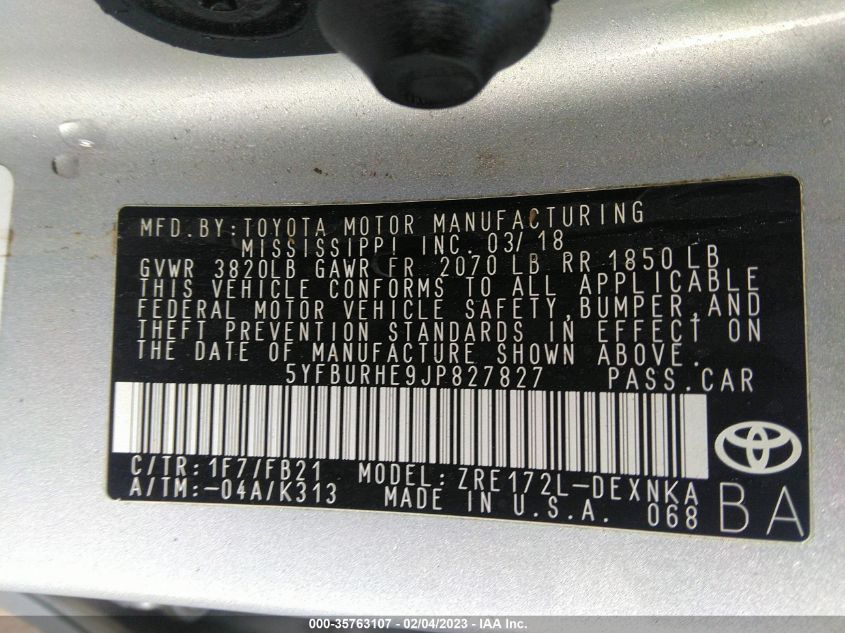 MFD.BY:TOYOTA MOTOR MANUFACTURING
MISSISSIPPI INC. 03/18
GVWR 3820LB GAWR FR 2070 LB RR 1850 LB
THIS VEHICLE CONFORMS TO ALL APPLICABLE
FEDERAL MOTOR VEHICLE SAFETY,BUMPER,AND
THEFT PREVENTION STANDARDS IN EFFECT ON
THE DATE OF MANUFACTURE SHOWN ABOVE.
5YFBURHE9JP827827 PASS.CAR
C/TR:1F7/FB21 MODEL:ZRE172L-DEXNKA
A/TM:-04A/K313 MADE IN U.S.A. 068 BA
000-35763107 - 02/04/2023 - IAA Inc.